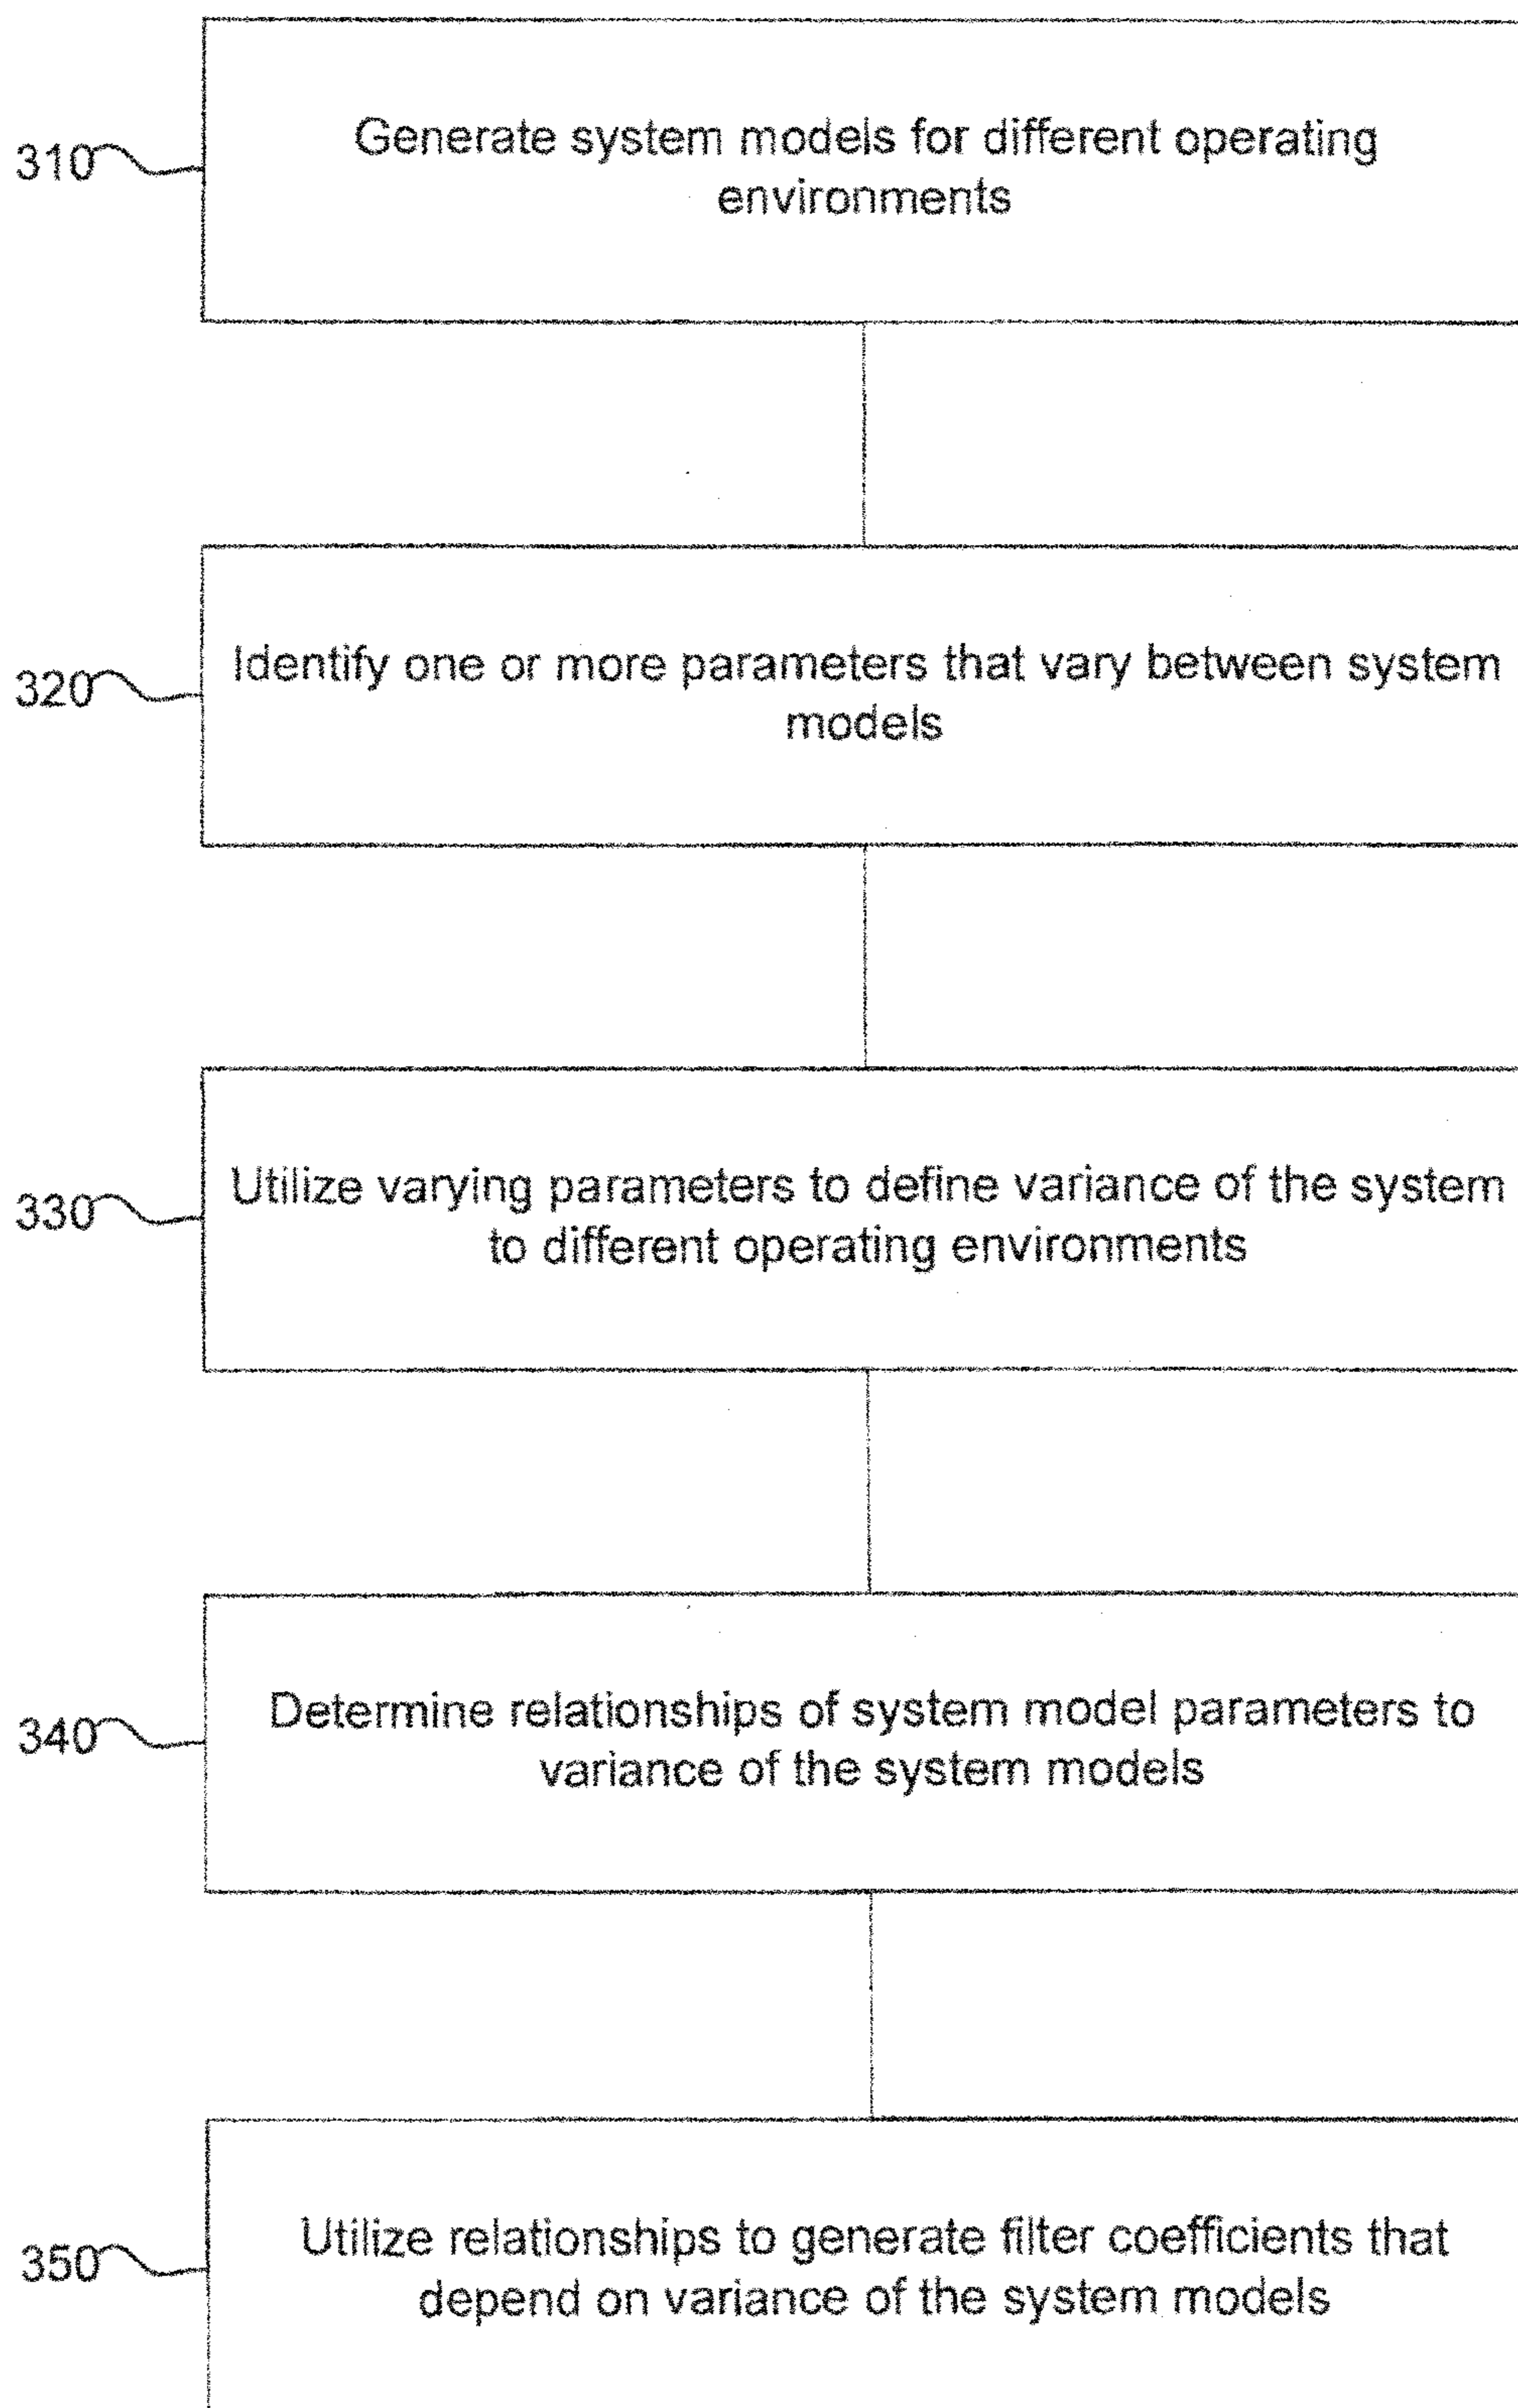 310
Generate system models for different operating
environments
320
Identify one or more parameters that vary between system
models
330
Utilize varying parameters to define variance of the system
to different operating environments
340
Determine relationships of system model parameters to
variance of the system models
350
Utilize relationships to generate filter coefficients that
depend on variance of the system models